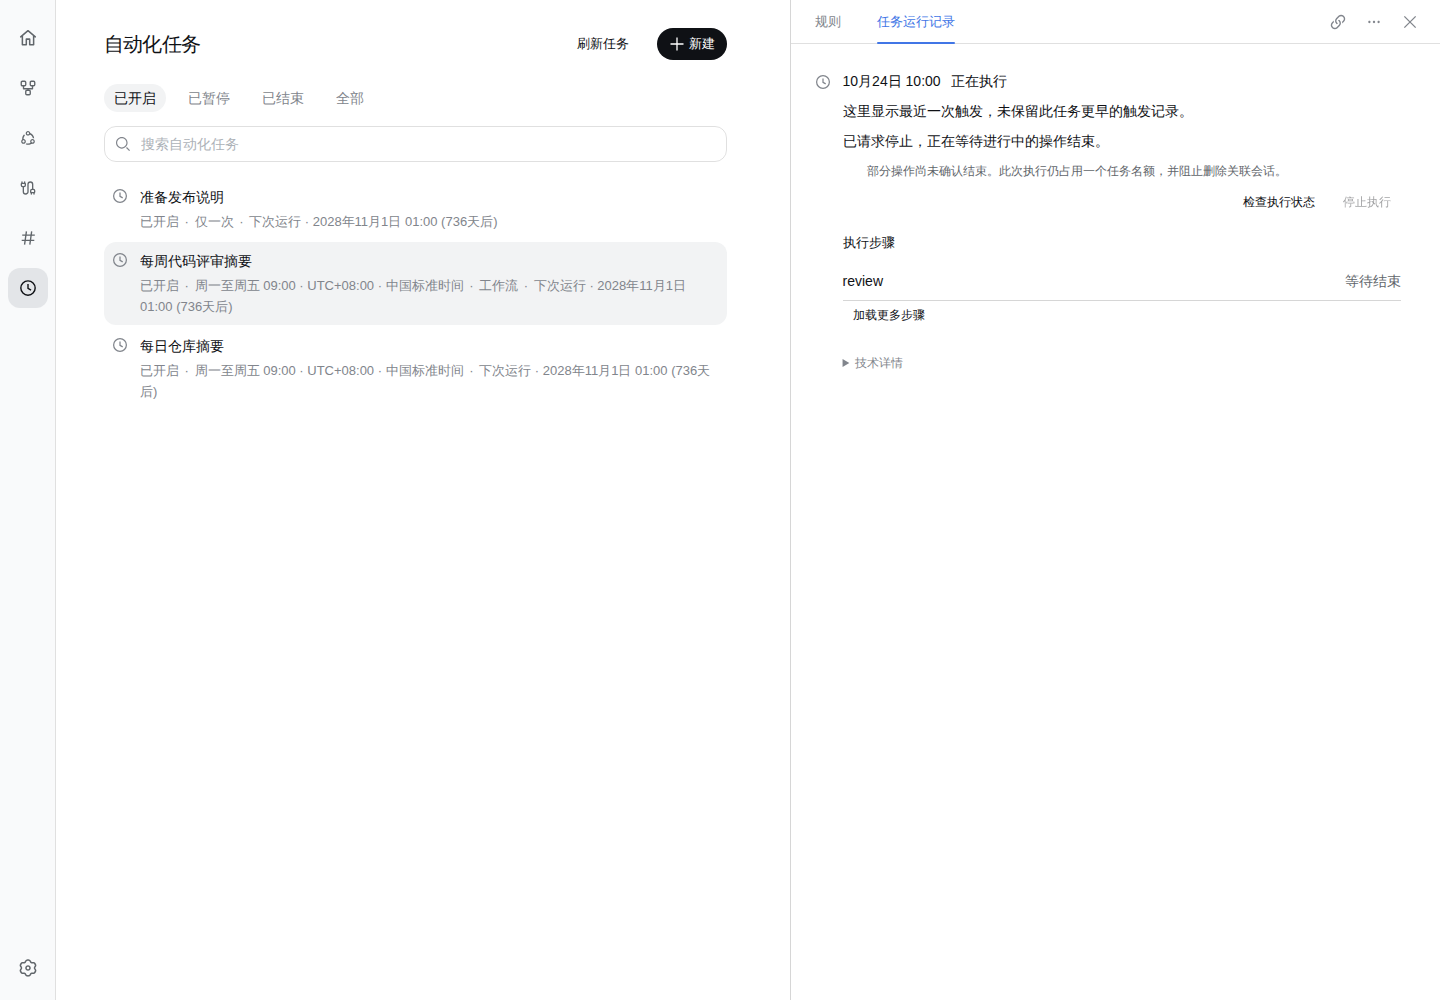 自动化任务
刷新任务
新建
已开启
已暂停
已结束
全部
搜索自动化任务
准备发布说明
已开启 · 仅一次 · 下次运行 · 2028年11月1日 01:00 (736天后)
每周代码评审摘要
已开启 · 周一至周五 09:00 · UTC+08:00 · 中国标准时间 · 工作流 · 下次运行 · 2028年11月1日
01:00 (736天后)
每日仓库摘要
已开启 · 周一至周五 09:00 · UTC+08:00 · 中国标准时间 · 下次运行 · 2028年11月1日 01:00 (736天
后)
规则
任务运行记录
10月24日 10:00 正在执行
这里显示最近一次触发，未保留此任务更早的触发记录。
已请求停止，正在等待进行中的操作结束。
部分操作尚未确认结束。此次执行仍占用一个任务名额，并阻止删除关联会话。
检查执行状态
停止执行
执行步骤
review
等待结束
加载更多步骤
技术详情